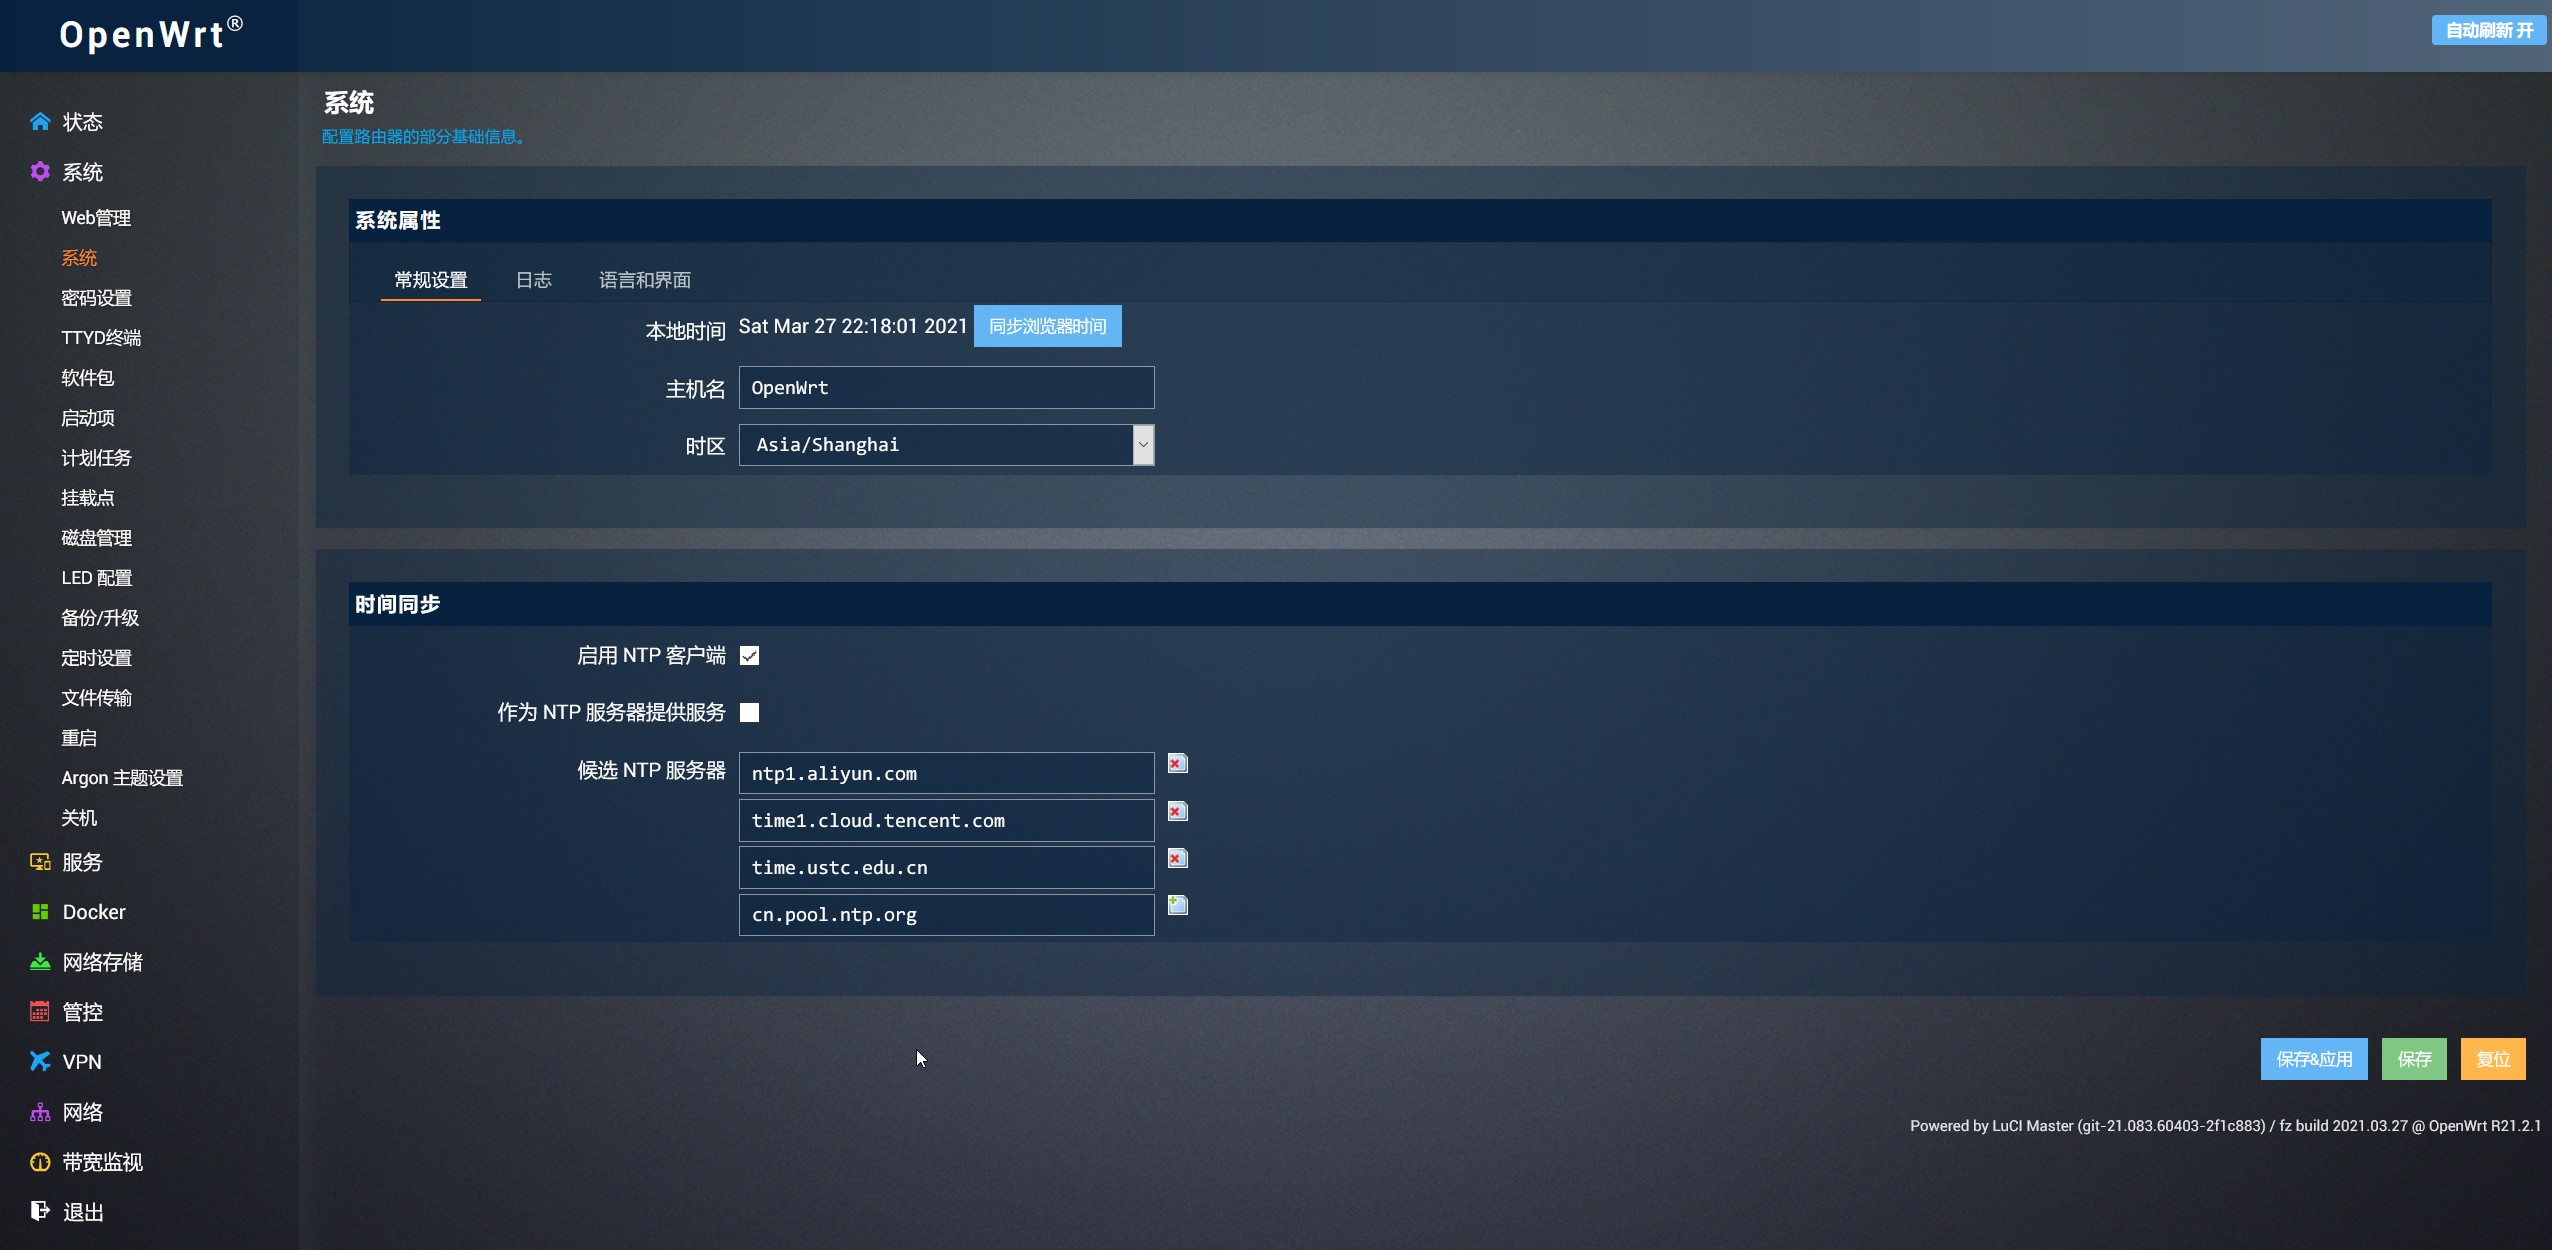 OpenWrt®
自动刷新 开
状态
系统
Web管理
系统
密码设置
TTYD终端
软件包
启动项
计划任务
挂载点
磁盘管理
LED 配置
备份/升级
定时设置
文件传输
重启
Argon 主题设置
关机
服务
Docker
网络存储
管控
VPN
网络
带宽监视
退出
系统
配置路由器的部分基础信息。
系统属性
常规设置 日志 语言和界面
本地时间 Sat Mar 27 22:18:01 2021 同步浏览器时间
主机名 OpenWrt
时区 Asia/Shanghai
时间同步
启用 NTP 客户端
作为 NTP 服务器提供服务
候选 NTP 服务器 ntp1.aliyun.com
time1.cloud.tencent.com
time.ustc.edu.cn
cn.pool.ntp.org
保存&应用 保存 复位
Powered by LuCI Master (git-21.083.60403-2f1c883) / fz build 2021.03.27 @ OpenWrt R21.2.1